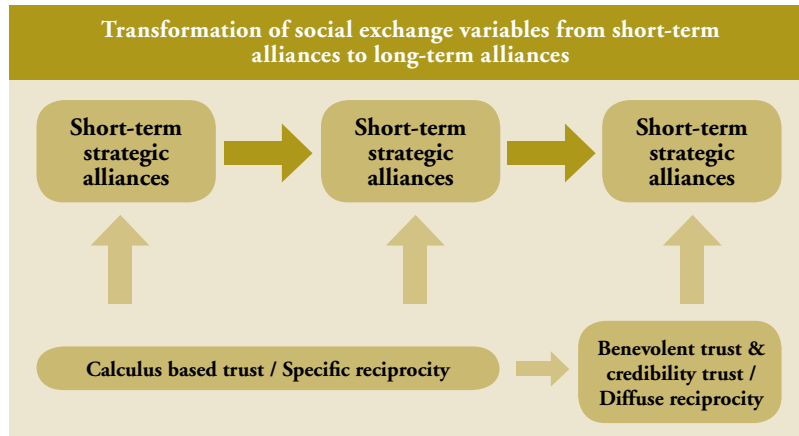 Transformation of social exchange variables from short-term
alliances to long-term alliances
Short-term
strategic
alliances
Short-term
strategic
alliances
Short-term
strategic
alliances
Calculus based trust / Specific reciprocity
Benevolent trust &
credibility trust /
Diffuse reciprocity